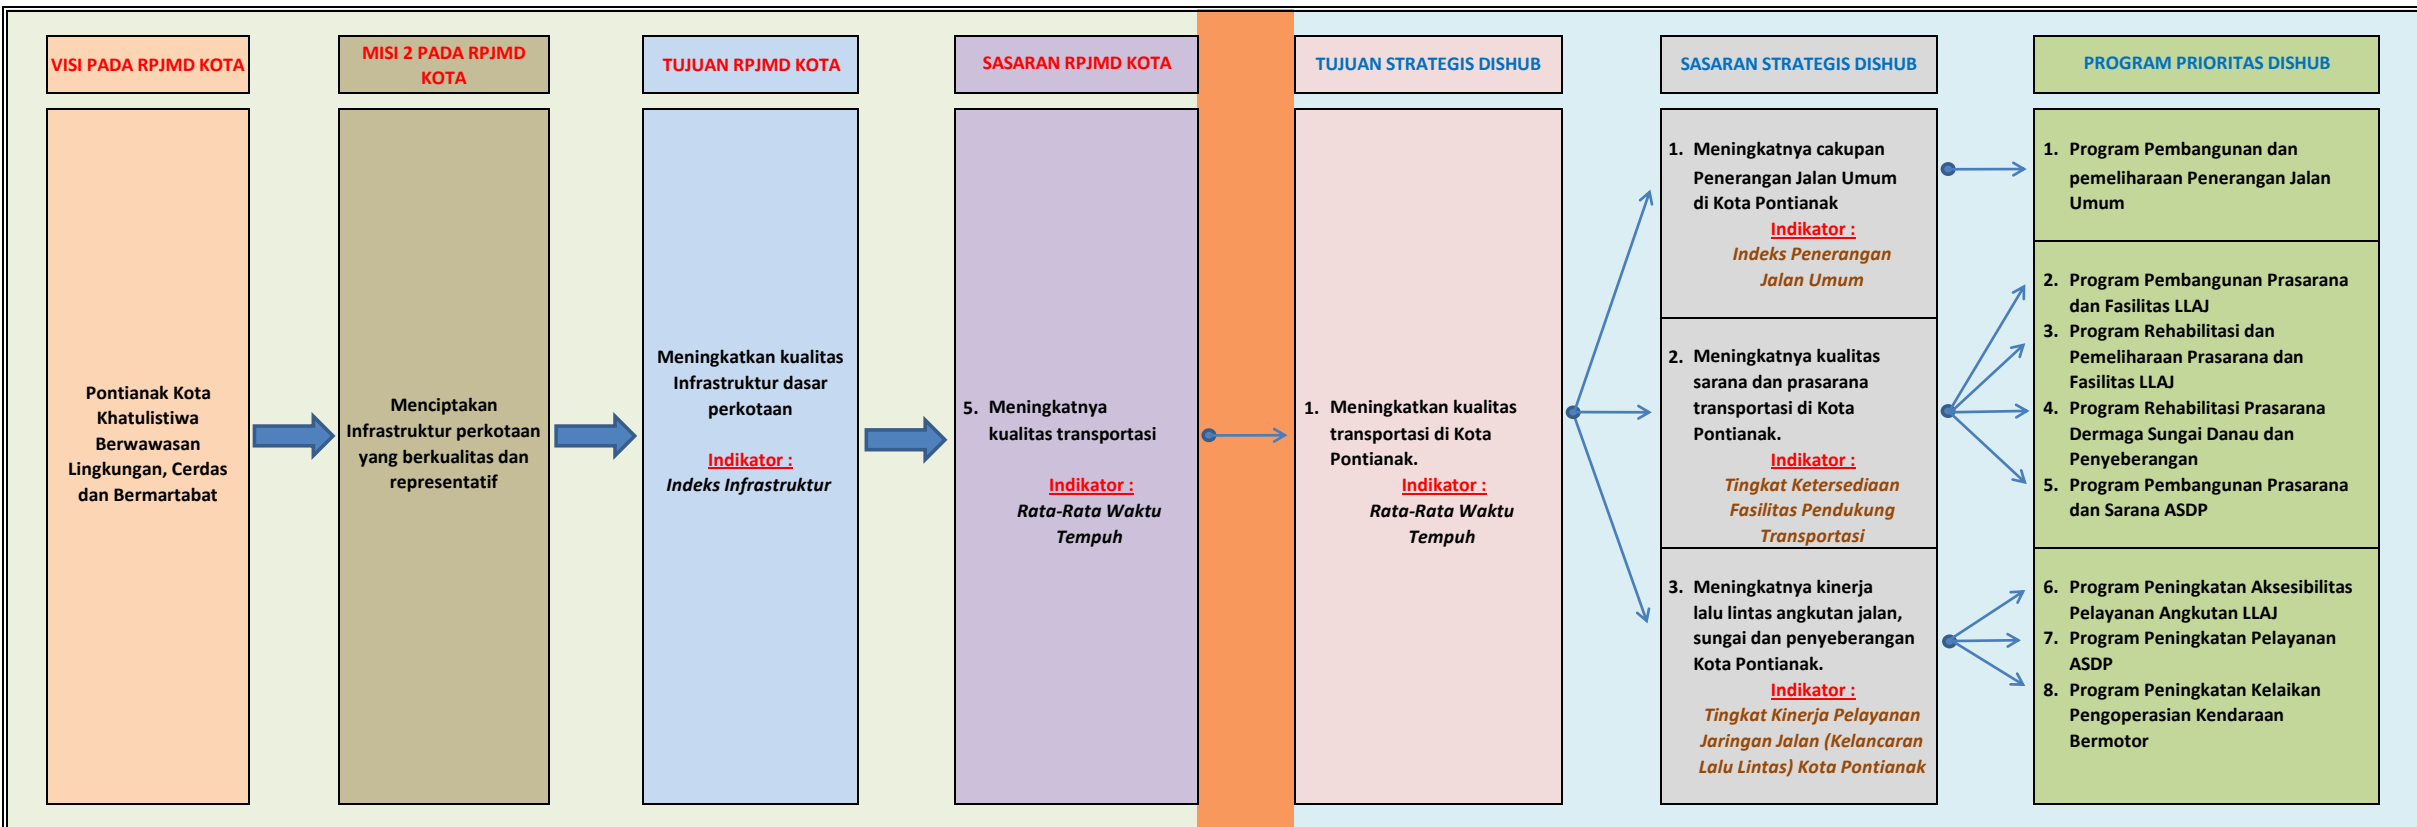 VISI PADA RPJMD KOTA
MISI 2 PADA RPJMD
KOTA
TUJUAN RPJMD KOTA
SASARAN RPJMD KOTA
TUJUAN STRATEGIS DISHUB
SASARAN STRATEGIS DISHUB
PROGRAM PRIORITAS DISHUB
Pontianak Kota
Khatulistiwa
Berwawasan
Lingkungan, Cerdas
dan Bermartabat
Menciptakan
Infrastruktur perkotaan
yang berkualitas dan
representatif
Meningkatkan kualitas
Infrastruktur dasar
perkotaan
Indikator :
Indeks Infrastruktur
5. Meningkatnya
kualitas transportasi
Indikator :
Rata-Rata Waktu
Tempuh
1. Meningkatkan kualitas
transportasi di Kota
Pontianak.
Indikator :
Rata-Rata Waktu
Tempuh
1. Meningkatnya cakupan
Penerangan Jalan Umum
di Kota Pontianak
Indikator :
Indeks Penerangan
Jalan Umum
2. Meningkatnya kualitas
sarana dan prasarana
transportasi di Kota
Pontianak.
Indikator :
Tingkat Ketersediaan
Fasilitas Pendukung
Transportasi
3. Meningkatnya kinerja
lalu lintas angkutan jalan,
sungai dan penyeberangan
Kota Pontianak.
Indikator :
Tingkat Kinerja Pelayanan
Jaringan Jalan (Kelancaran
Lalu Lintas) Kota Pontianak
1. Program Pembangunan dan
pemeliharaan Penerangan Jalan
Umum
2. Program Pembangunan Prasarana
dan Fasilitas LLAJ
3. Program Rehabilitasi dan
Pemeliharaan Prasarana dan
Fasilitas LLAJ
4. Program Rehabilitasi Prasarana
Dermaga Sungai Danau dan
Penyeberangan
5. Program Pembangunan Prasarana
dan Sarana ASDP
6. Program Peningkatan Aksesibilitas
Pelayanan Angkutan LLAJ
7. Program Peningkatan Pelayanan
ASDP
8. Program Peningkatan Kelaikan
Pengoperasian Kendaraan
Bermotor